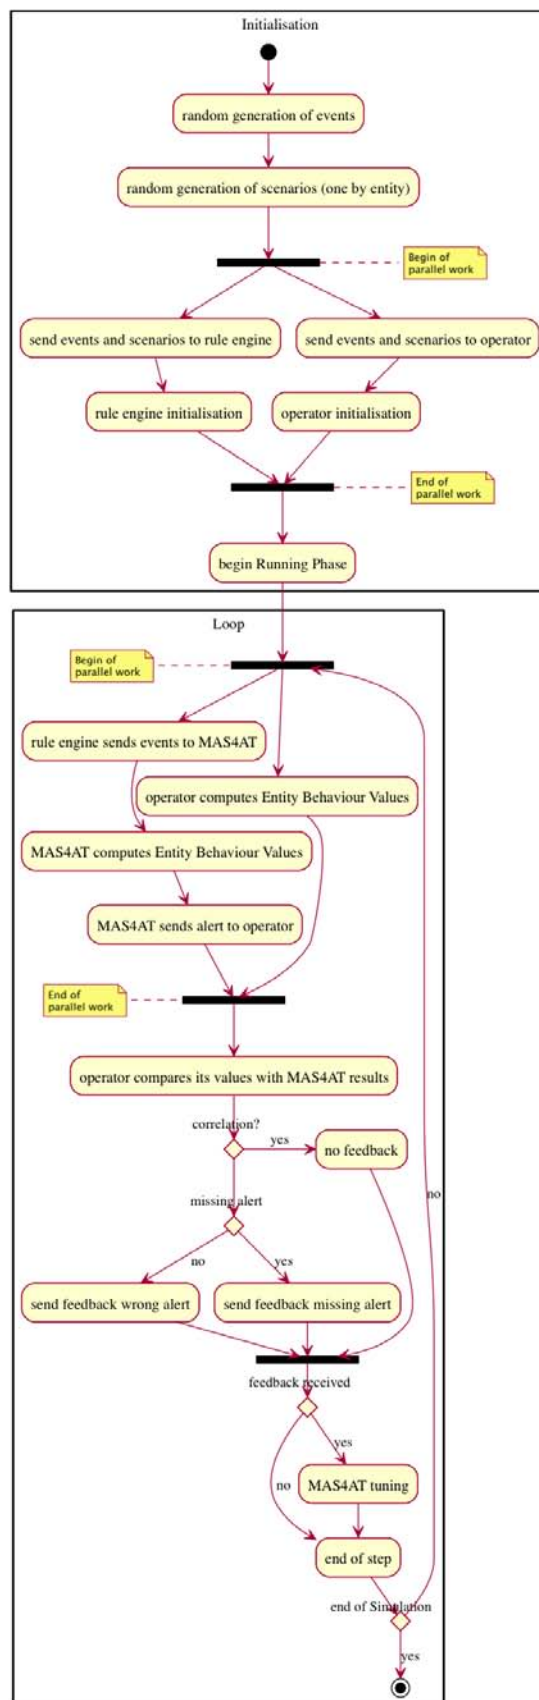 Initialisation
random generation of events
random generation of scenarios (one by entity)
Begin of
parallel work
send events and scenarios to rule engine
send events and scenarios to operator
rule engine initialisation
operator initialisation
End of
parallel work
begin Running Phase
Loop
Begin of
parallel work
rule engine sends events to MAS4AT
operator computes Entity Behaviour Values
MAS4AT computes Entity Behaviour Values
MAS4AT sends alert to operator
End of
parallel work
operator compares its values with MAS4AT results
correlation?
yes
no feedback
missing alert
no
no
yes
send feedback wrong alert
send feedback missing alert
feedback received
yes
no
MAS4AT tuning
end of step
end of Simulation
yes